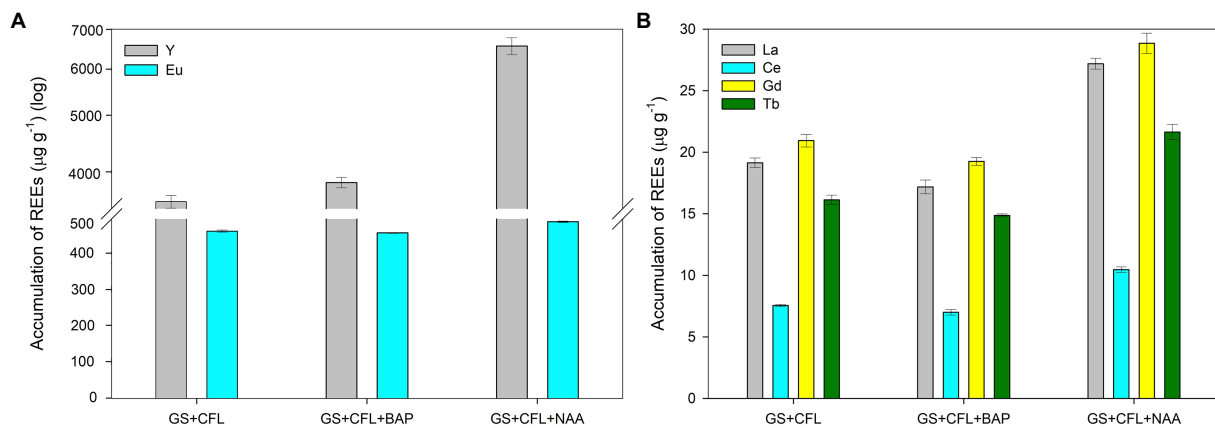 A
Accumulation of REEs (µg g⁻¹) (log)
7000
6000
5000
4000
500
400
300
200
100
0
Y
Eu
GS+CFL
GS+CFL+BAP
GS+CFL+NAA
B
Accumulation of REEs (µg g⁻¹)
30
25
20
15
10
5
0
La
Ce
Gd
Tb
GS+CFL
GS+CFL+BAP
GS+CFL+NAA